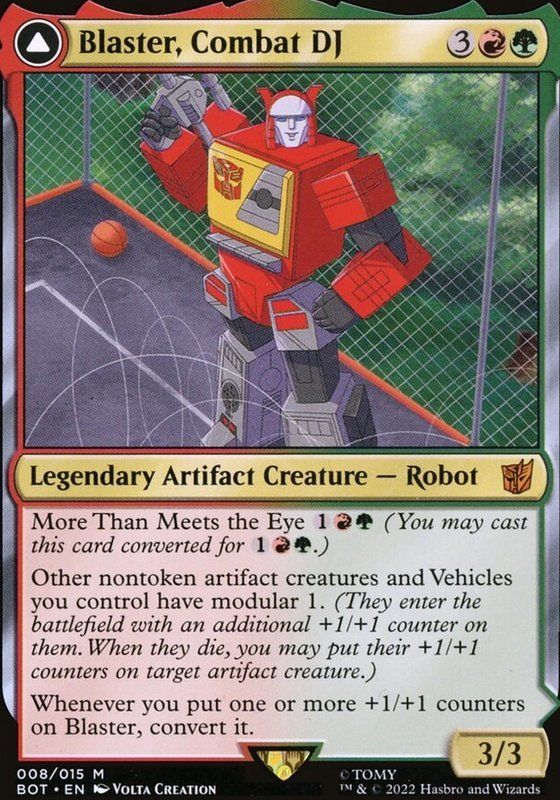 Blaster, Combat DJ 3
Legendary Artifact Creature — Robot
More Than Meets the Eye 1 (You may cast
this card converted for 1 .)
Other nontoken artifact creatures and Vehicles
you control have modular 1. (They enter the
battlefield with an additional +1/+1 counter on
them. When they die, you may put their +1/+1
counters on target artifact creature.)
Whenever you put one or more +1/+1 counters
on Blaster, convert it.
3/3
008/015 M
BOT • EN Volta Creation
© TOMY
™ & © 2022 Hasbro and Wizards